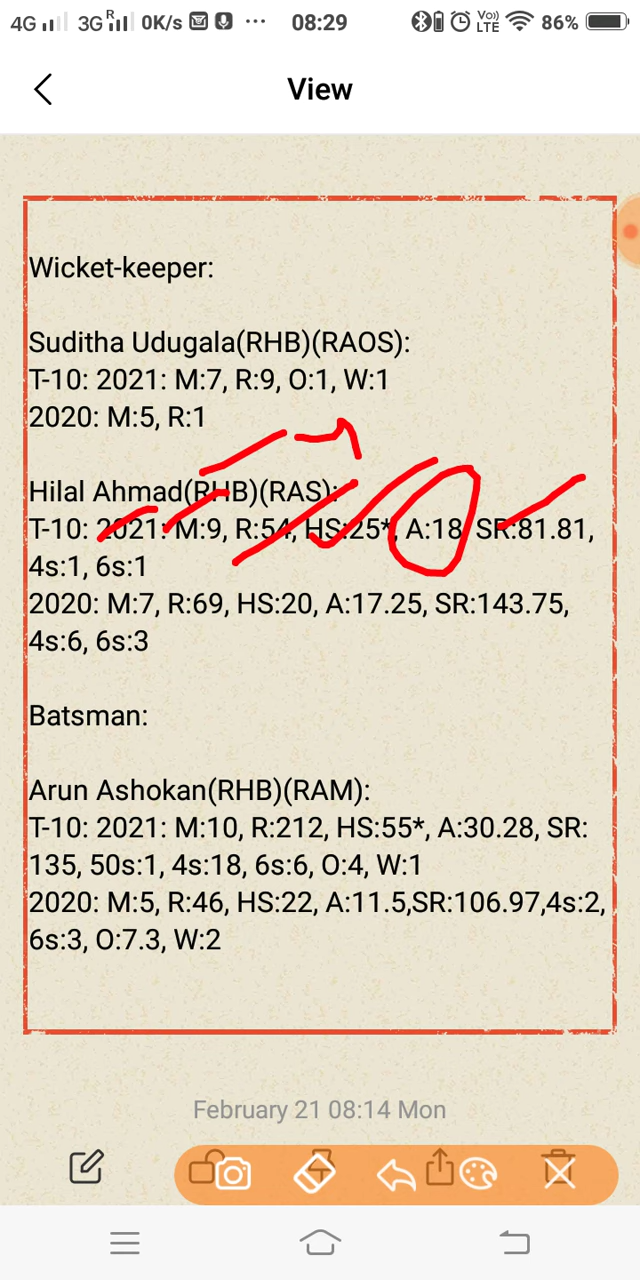 4G 3G R 0K/s ... 08:29 Vo)) LTE 86%
View
Wicket-keeper:
Suditha Udugala(RHB)(RAOS):
T-10: 2021: M:7, R:9, O:1, W:1
2020: M:5, R:1
Hilal Ahmad(RHB)(RAS):
T-10: 2021: M:9, R:54, HS:25*, A:18, SR:81.81,
4s:1, 6s:1
2020: M:7, R:69, HS:20, A:17.25, SR:143.75,
4s:6, 6s:3
Batsman:
Arun Ashokan(RHB)(RAM):
T-10: 2021: M:10, R:212, HS:55*, A:30.28, SR:
135, 50s:1, 4s:18, 6s:6, O:4, W:1
2020: M:5, R:46, HS:22, A:11.5,SR:106.97,4s:2,
6s:3, O:7.3, W:2
February 21 08:14 Mon